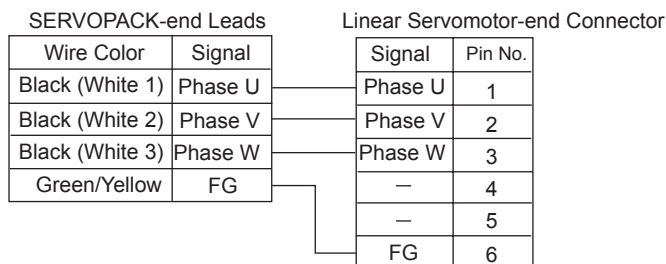 SERVOPACK-end Leads
Linear Servomotor-end Connector
Wire Color Signal
Black (White 1) Phase U
Black (White 2) Phase V
Black (White 3) Phase W
Green/Yellow FG
Signal Pin No.
Phase U 1
Phase V 2
Phase W 3
– 4
– 5
FG 6